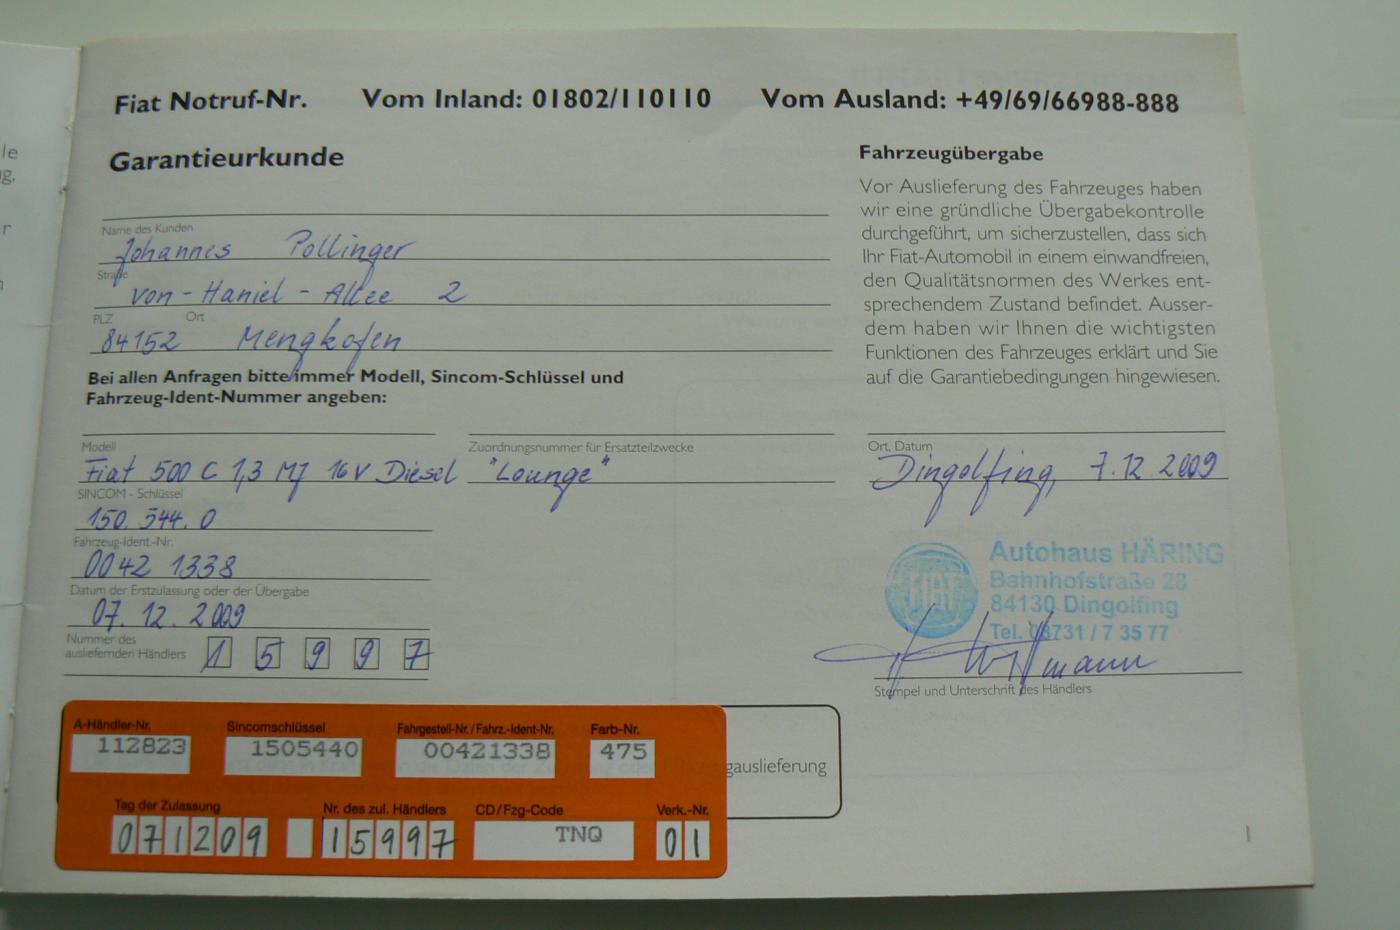 le
g,
r
Fiat Notruf-Nr. Vom Inland: 01802/110110 Vom Ausland: +49/69/66988-888
Garantieurkunde
Name des Kunden
Johannes Pollinger
Straße
von-Haniel-Allee 2
PLZ Ort
84152 Mengkofen
Bei allen Anfragen bitte immer Modell, Sincom-Schlüssel und
Fahrzeug-Ident-Nummer angeben:
Modell
Fiat 500 C 1,3 MJ 16V Diesel
Zuordnungsnummer für Ersatzteilzwecke
"Lounge"
SINCOM - Schlüssel
150.544.0
Fahrzeug-Ident.-Nr.
0042 1338
Datum der Erstzulassung oder der Übergabe
07.12.2009
Nummer des
ausliefernden Händlers
1 5 9 9 7
Fahrzeugübergabe
Vor Auslieferung des Fahrzeuges haben
wir eine gründliche Übergabekontrolle
durchgeführt, um sicherzustellen, dass sich
Ihr Fiat-Automobil in einem einwandfreien,
den Qualitätsnormen des Werkes ent-
sprechendem Zustand befindet. Ausser-
dem haben wir Ihnen die wichtigsten
Funktionen des Fahrzeuges erklärt und Sie
auf die Garantiebedingungen hingewiesen.
Ort, Datum
Dingolfing, 7.12.2009
FIAT
Autohaus HÄRING
Bahnhofstraße 28
84130 Dingolfing
Tel. 08731 / 7 35 77
Stempel und Unterschrift des Händlers
A-Händler-Nr. Sincomschlüssel Fahrgestell-Nr./Fahrz.-Ident-Nr. Farb-Nr.
112823 1505440 00421338 475
gauslieferung
Tag der Zulassung Nr. des zul. Händlers CD/Fzg-Code Verk.-Nr.
071209 15997 TNQ 01
1